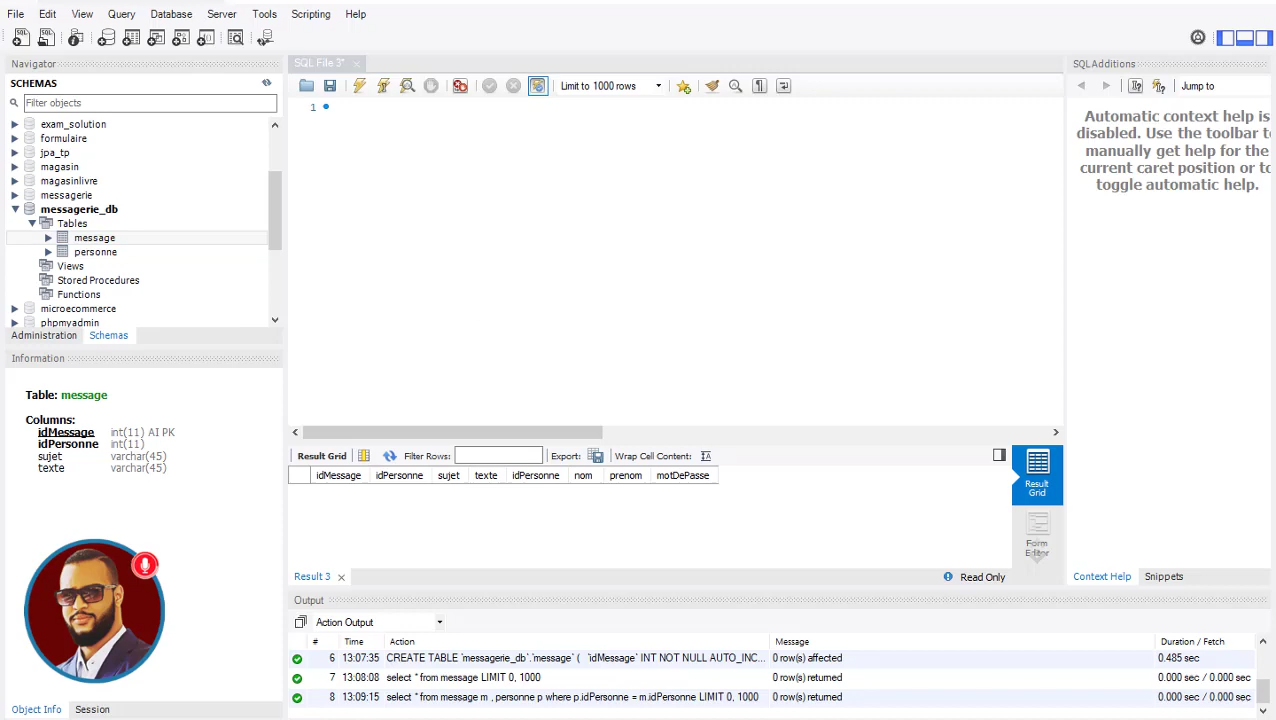 File Edit View Query Database Server Tools Scripting Help
Navigator
SCHEMAS
Filter objects
exam_solution
formulaire
jpa_tp
magasin
magasinlivre
messagerie
messagerie_db
Tables
message
personne
Views
Stored Procedures
Functions
microecommerce
phpmyadmin
Administration Schemas
Information
Table: message
Columns:
idMessage int(11) AI PK
idPersonne int(11)
sujet varchar(45)
texte varchar(45)
Object Info Session
SQL File 3*
Limit to 1000 rows
1
Result Grid Filter Rows: Export: Wrap Cell Content:
idMessage idPersonne sujet texte idPersonne nom prenom motDePasse
Result
Grid
Form
Editor
Result 3 Read Only
SQLAdditions
Jump to
Automatic context help is
disabled. Use the toolbar to
manually get help for the
current caret position or to
toggle automatic help.
Context Help Snippets
Output
Action Output
# Time Action Message Duration / Fetch
6 13:07:35 CREATE TABLE `messagerie_db`.`message` ( `idMessage` INT NOT NULL AUTO_INC... 0 row(s) affected 0.485 sec
7 13:08:08 select * from message LIMIT 0, 1000 0 row(s) returned 0.000 sec / 0.000 sec
8 13:09:15 select * from message m , personne p where p.idPersonne = m.idPersonne LIMIT 0, 1000 0 row(s) returned 0.000 sec / 0.000 sec